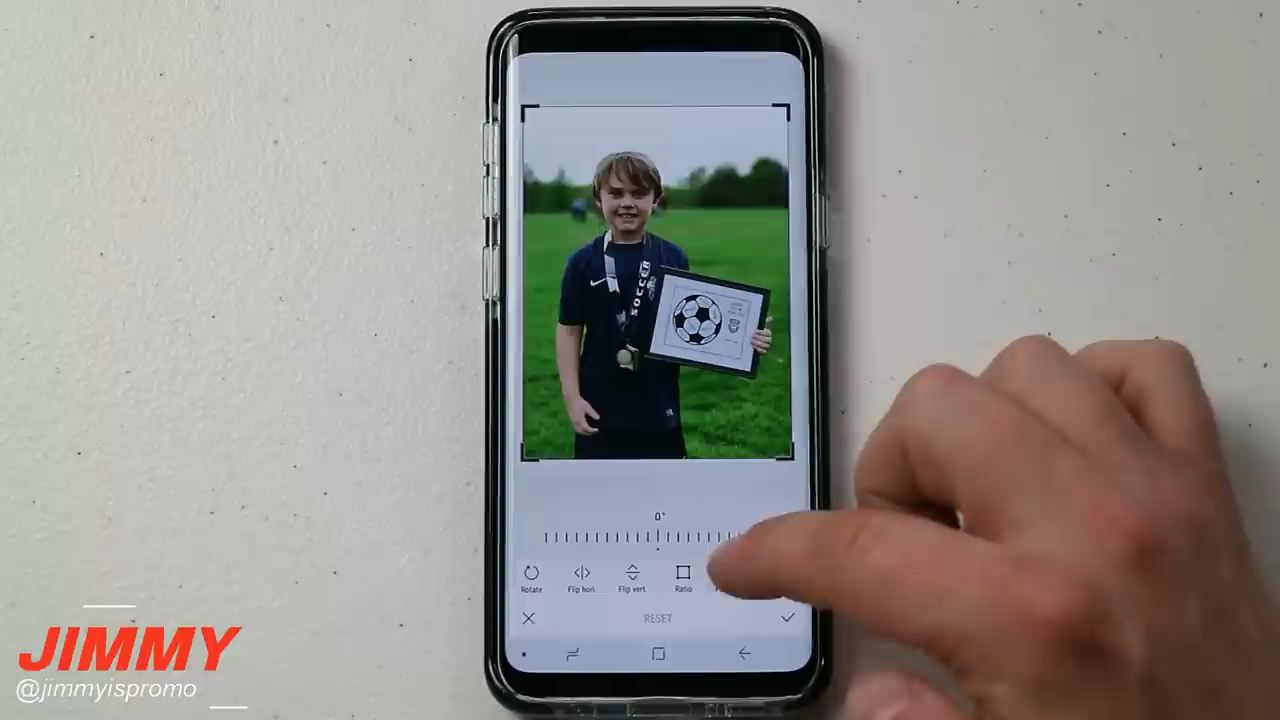 SOCCER
0°
Rotate
Flip hori...
Flip vert.
Ratio
RESET
JIMMY
@jimmyispromo